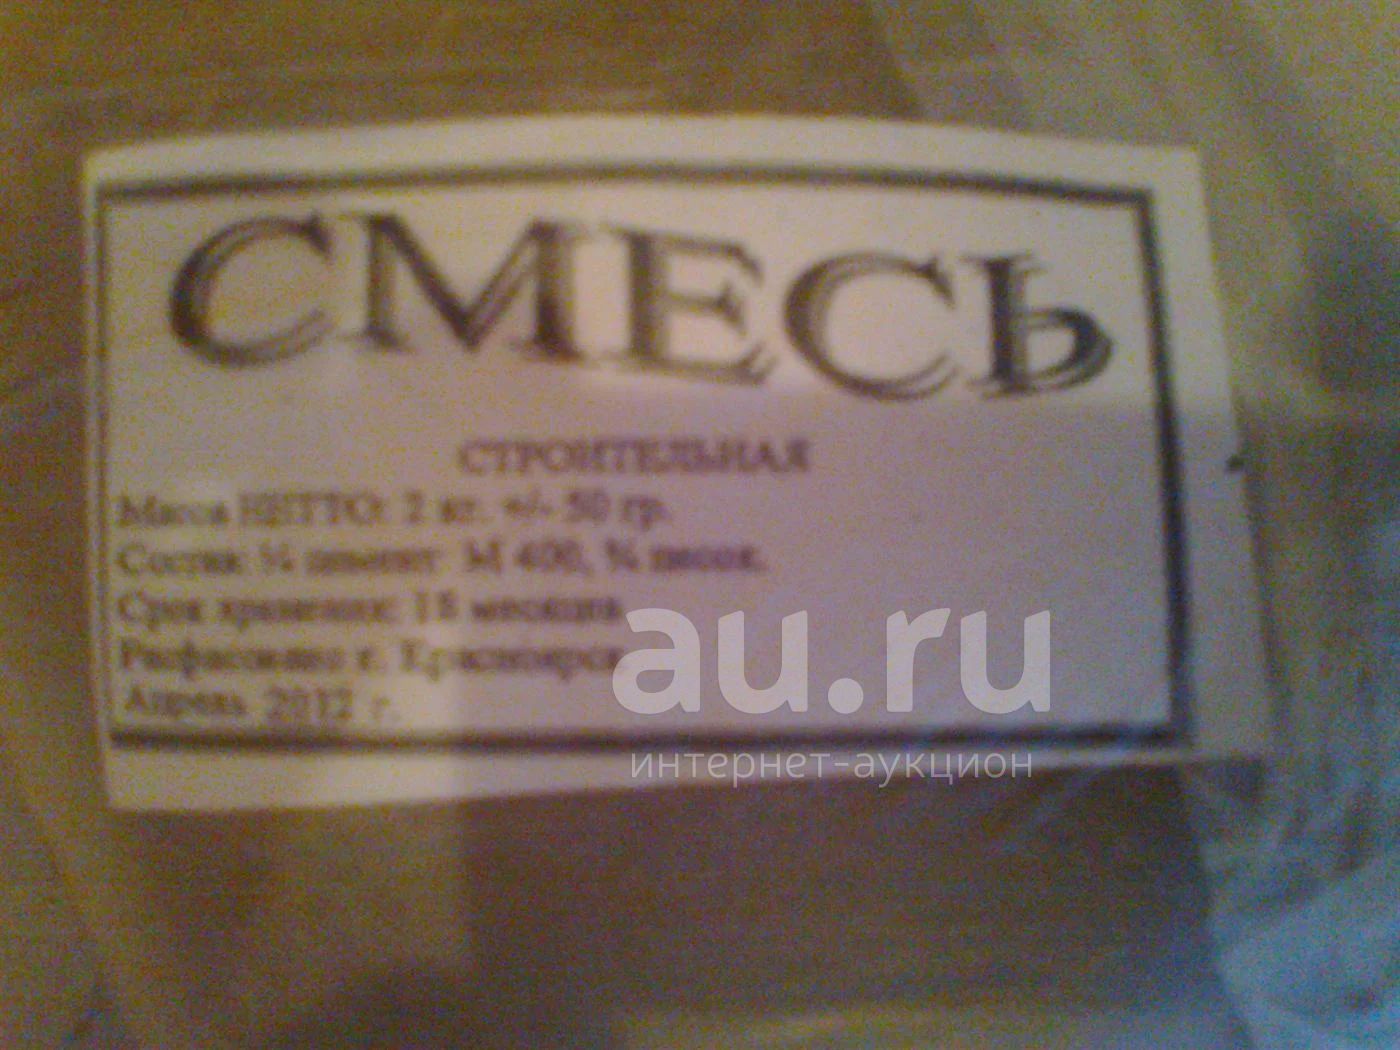 СМЕСЬ
СТРОИТЕЛЬНАЯ
Масса НЕТТО: 2 кг. +/- 50 гр.
Состав: ¼ цемент М 400, ¾ песок.
Срок хранения: 18 месяцев
Расфасовано г. Красноярск
Апрель 2012 г.
au.ru
интернет-аукцион